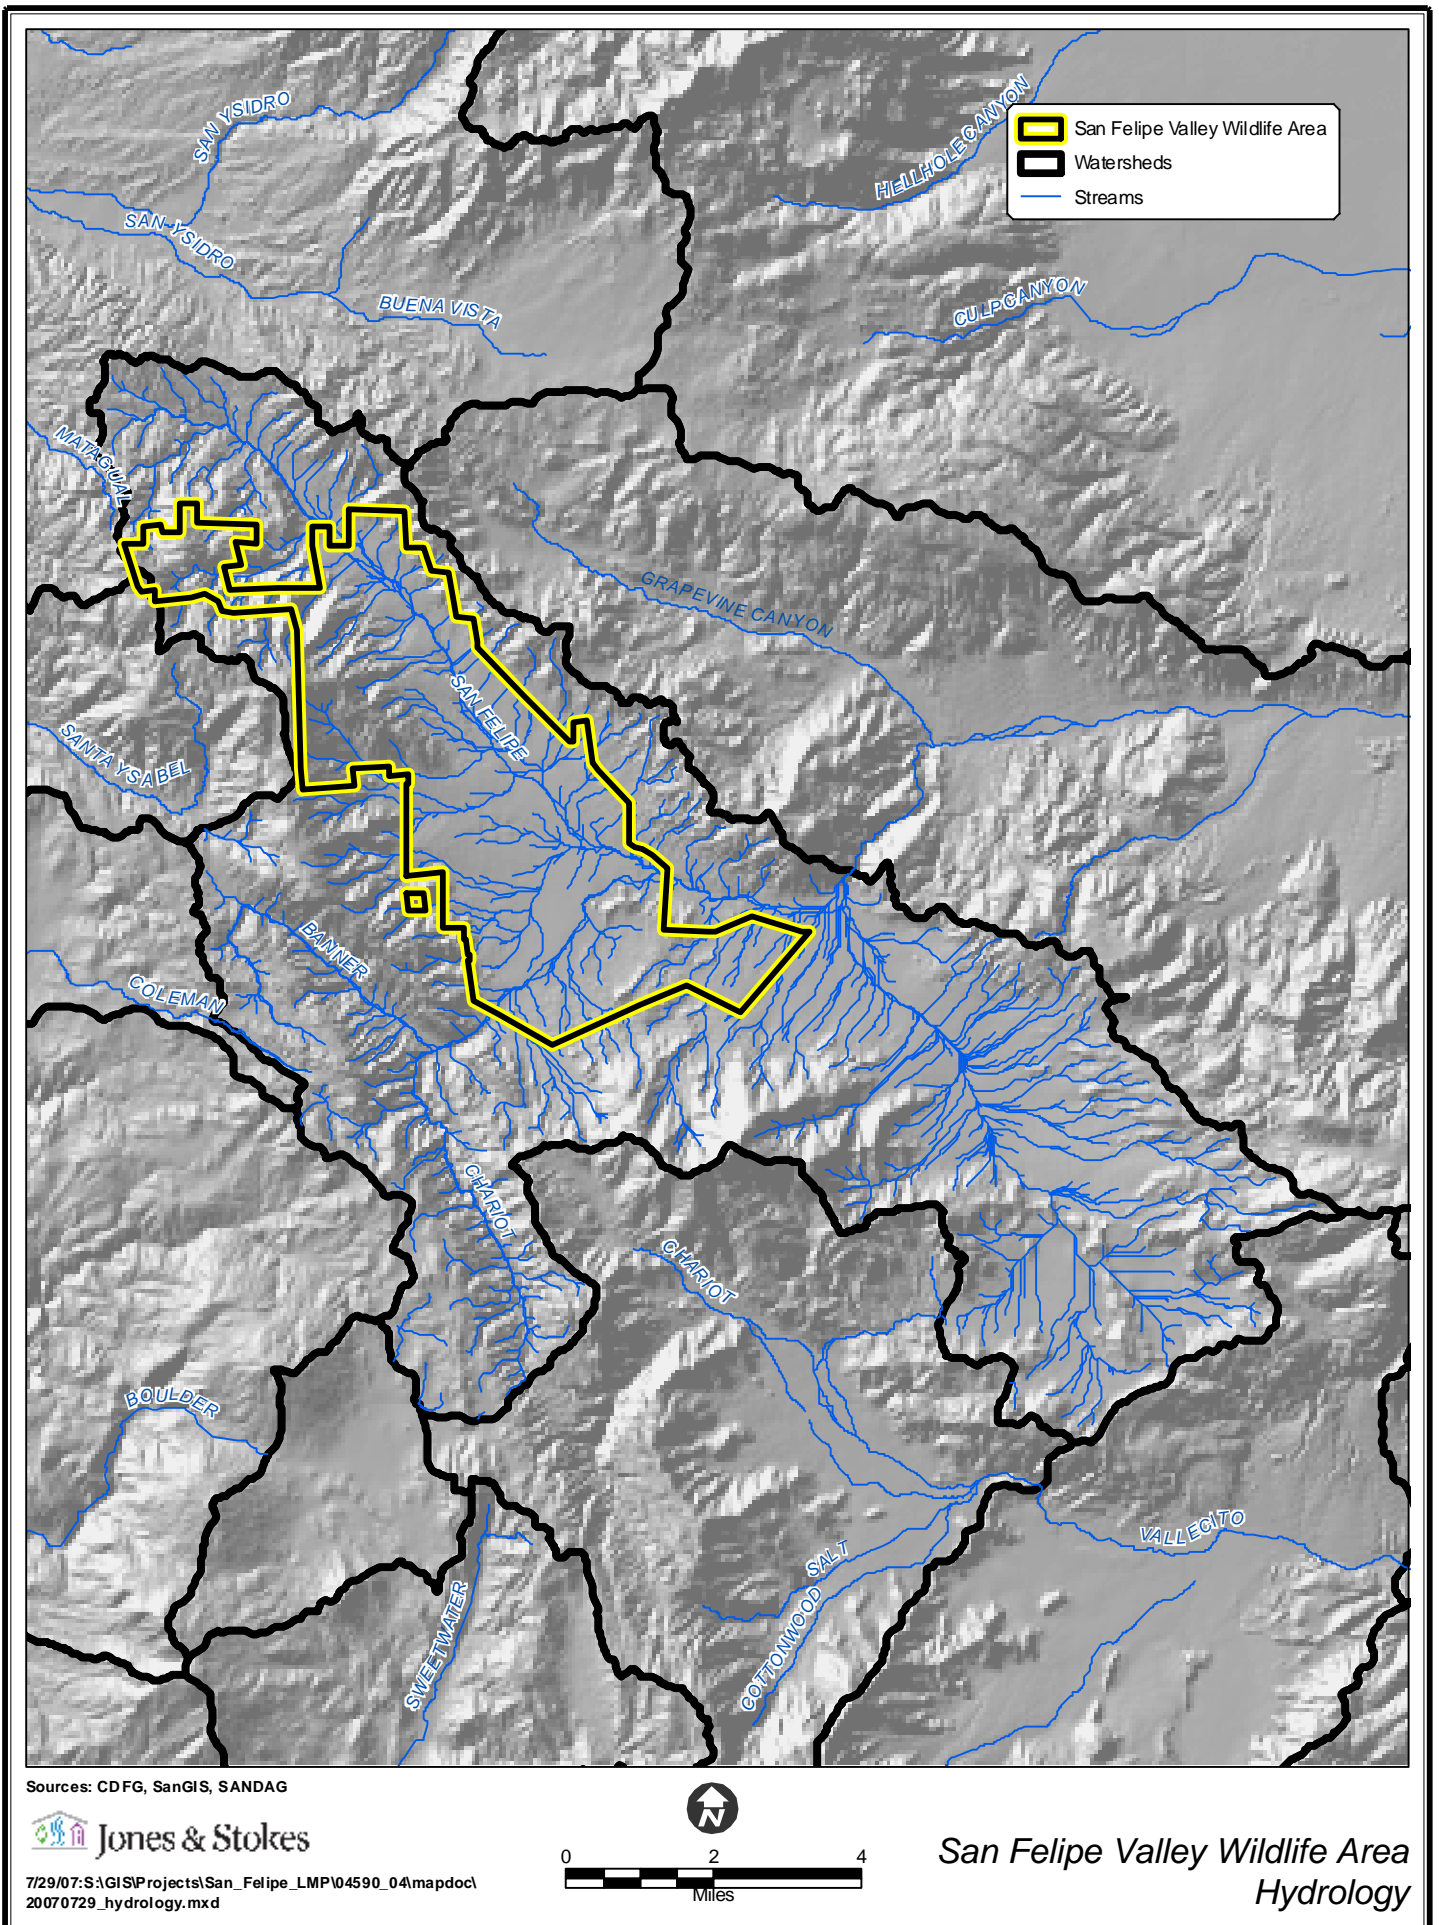 SAN YSIDRO
HELLHOLE CANYON
San Felipe Valley Wildlife Area
Watersheds
Streams
SAN YSIDRO
BUENA VISTA
CULP CANYON
MATAGUAL
GRAPEVINE CANYON
SAN FELIPE
SANTA YSABEL
BANNER
COLEMAN
CHARIOT
CHARIOT
BOULDER
VALLECITO
SALT
COTTONWOOD
SWEETWATER
Sources: CDFG, SanGIS, SANDAG
Jones & Stokes
7/29/07:S:\GIS\Projects\San_Felipe_LMP\04590_04\mapdoc\
20070729_hydrology.mxd
N
0 2 4
Miles
San Felipe Valley Wildlife Area
Hydrology